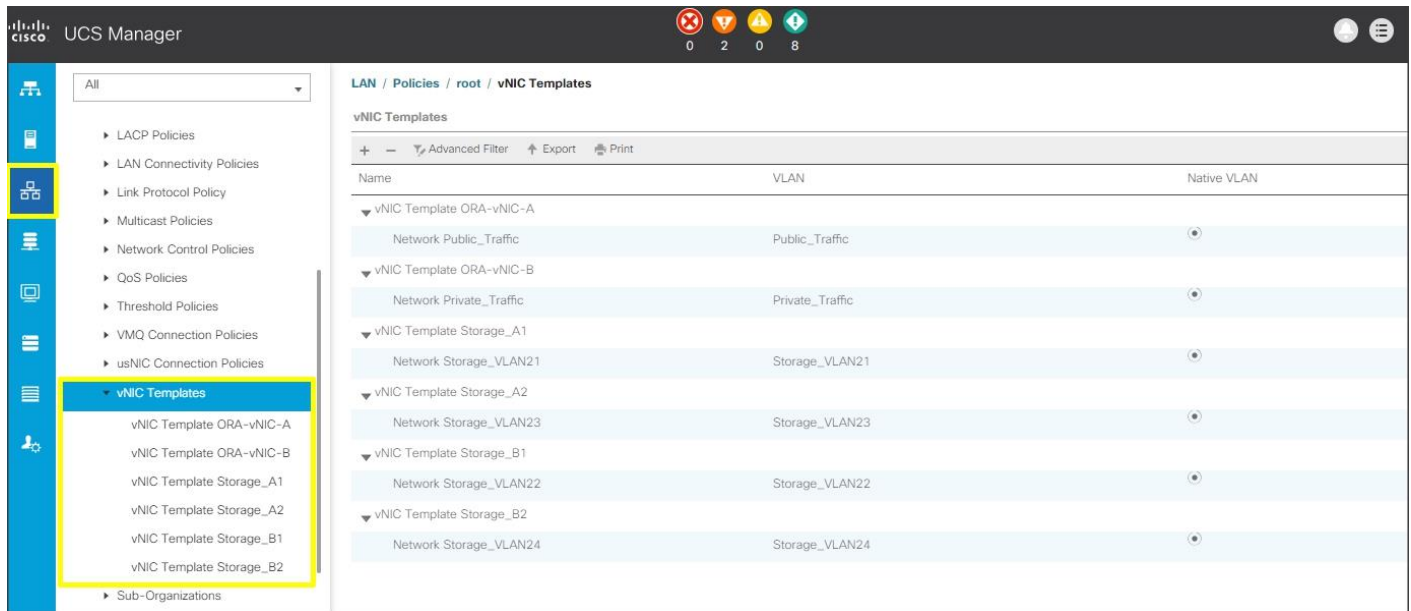 cisco UCS Manager
0 2 0 8
All
LACP Policies
LAN Connectivity Policies
Link Protocol Policy
Multicast Policies
Network Control Policies
QoS Policies
Threshold Policies
VMQ Connection Policies
usNIC Connection Policies
vNIC Templates
vNIC Template ORA-vNIC-A
vNIC Template ORA-vNIC-B
vNIC Template Storage_A1
vNIC Template Storage_A2
vNIC Template Storage_B1
vNIC Template Storage_B2
Sub-Organizations
LAN / Policies / root / vNIC Templates
vNIC Templates
+ − Advanced Filter Export Print
Name VLAN Native VLAN
vNIC Template ORA-vNIC-A
Network Public_Traffic Public_Traffic
vNIC Template ORA-vNIC-B
Network Private_Traffic Private_Traffic
vNIC Template Storage_A1
Network Storage_VLAN21 Storage_VLAN21
vNIC Template Storage_A2
Network Storage_VLAN23 Storage_VLAN23
vNIC Template Storage_B1
Network Storage_VLAN22 Storage_VLAN22
vNIC Template Storage_B2
Network Storage_VLAN24 Storage_VLAN24